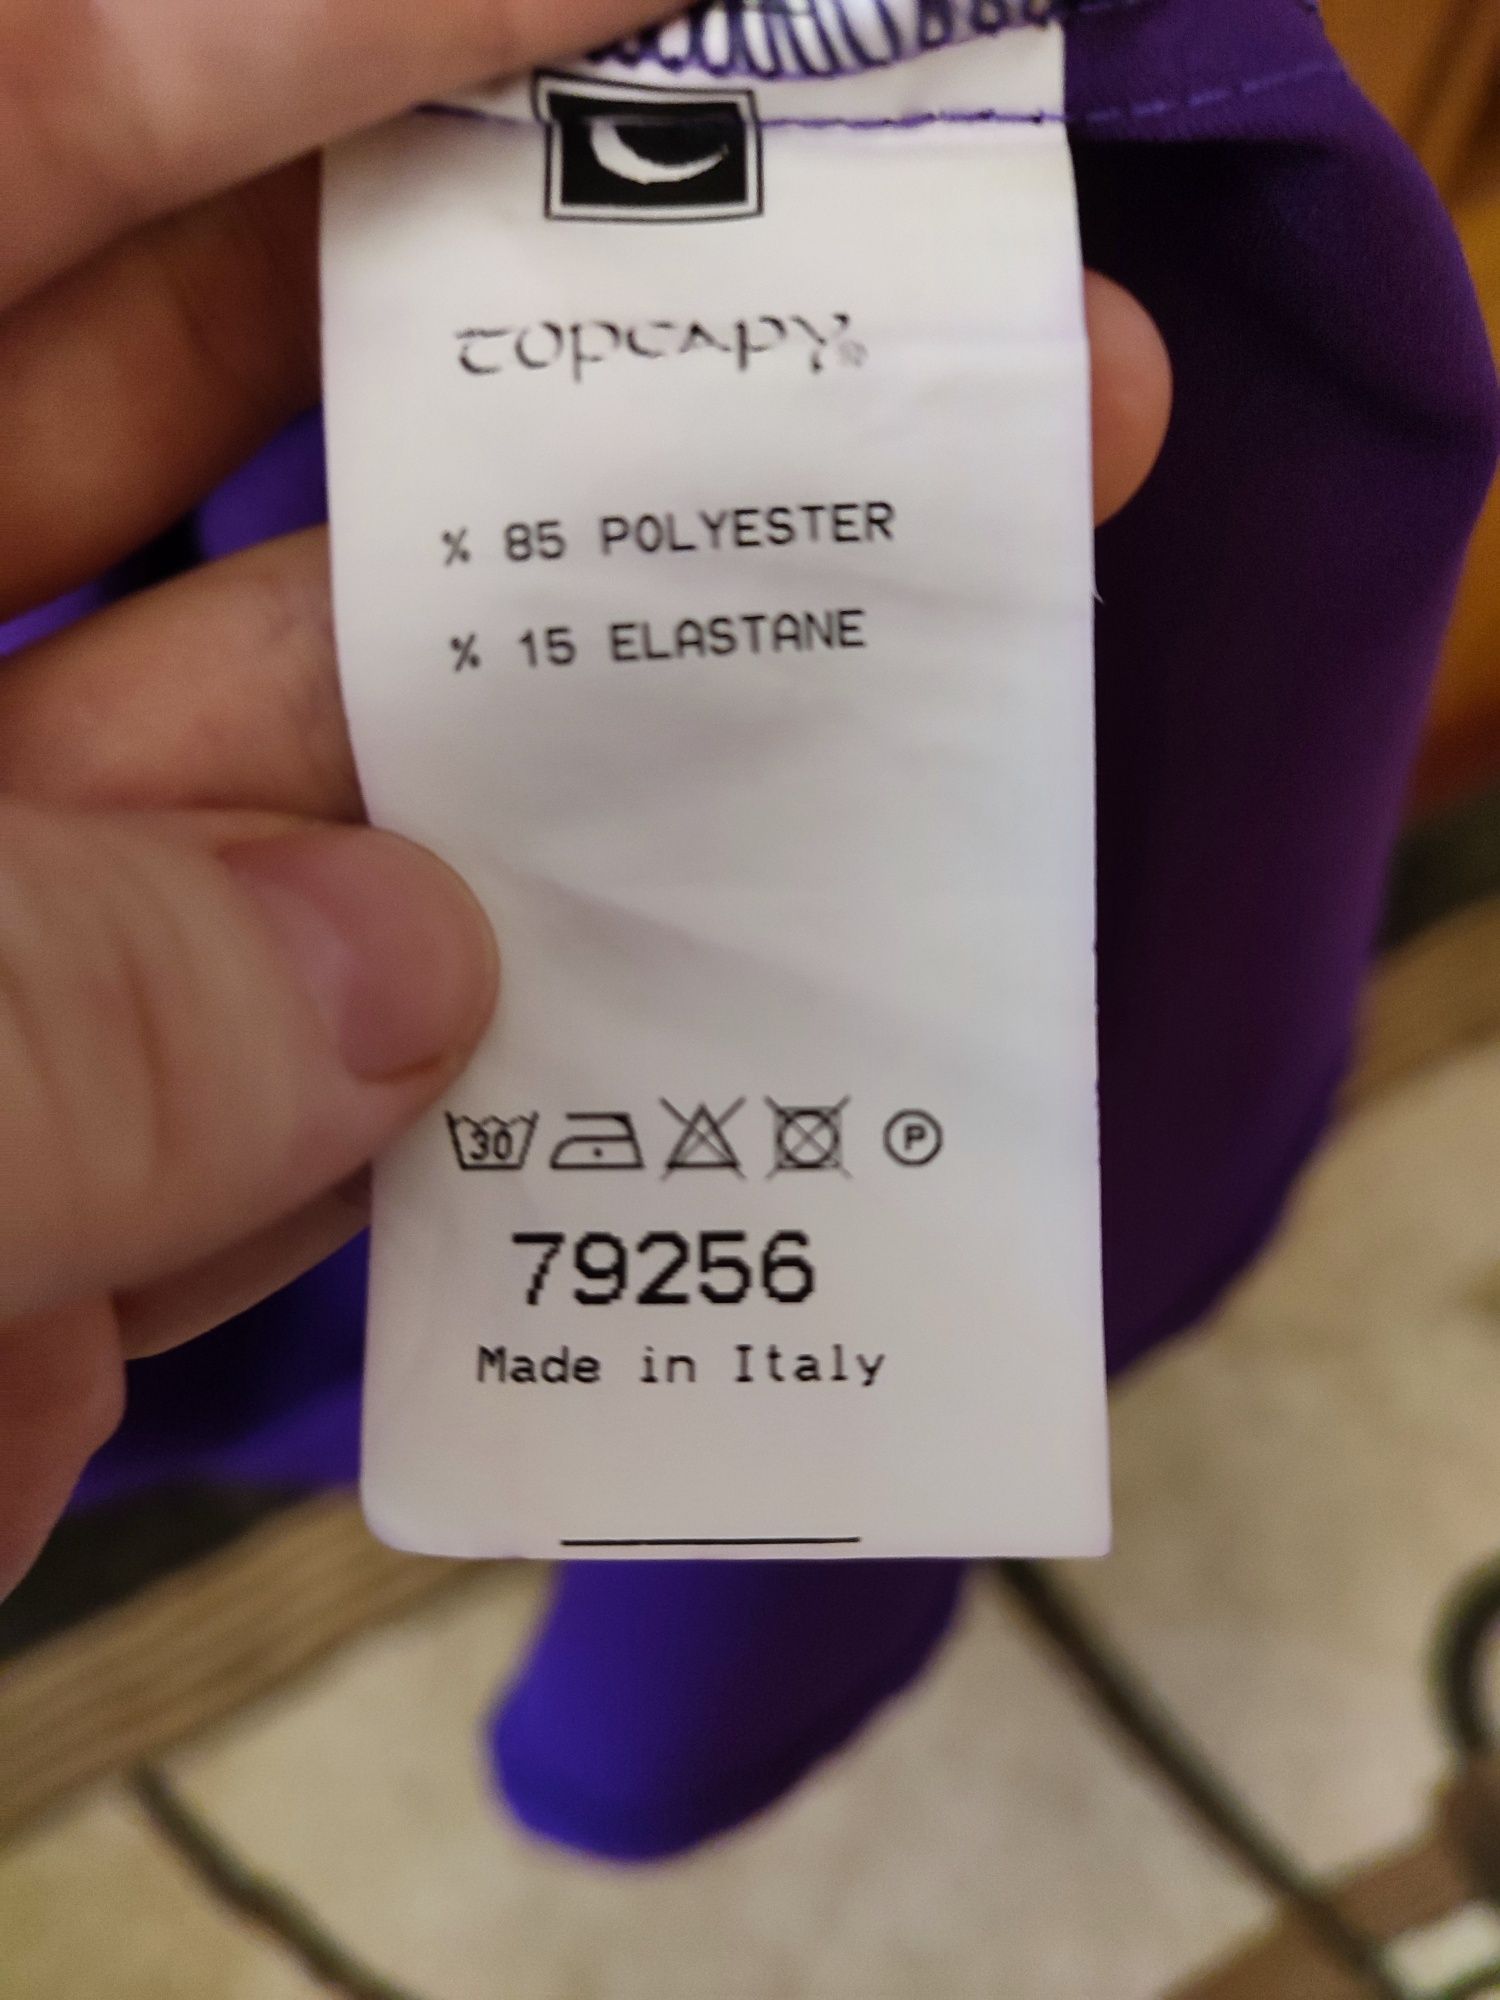 TOPCAPY®
% 85 POLYESTER
% 15 ELASTANE
30 P
79256
Made in Italy